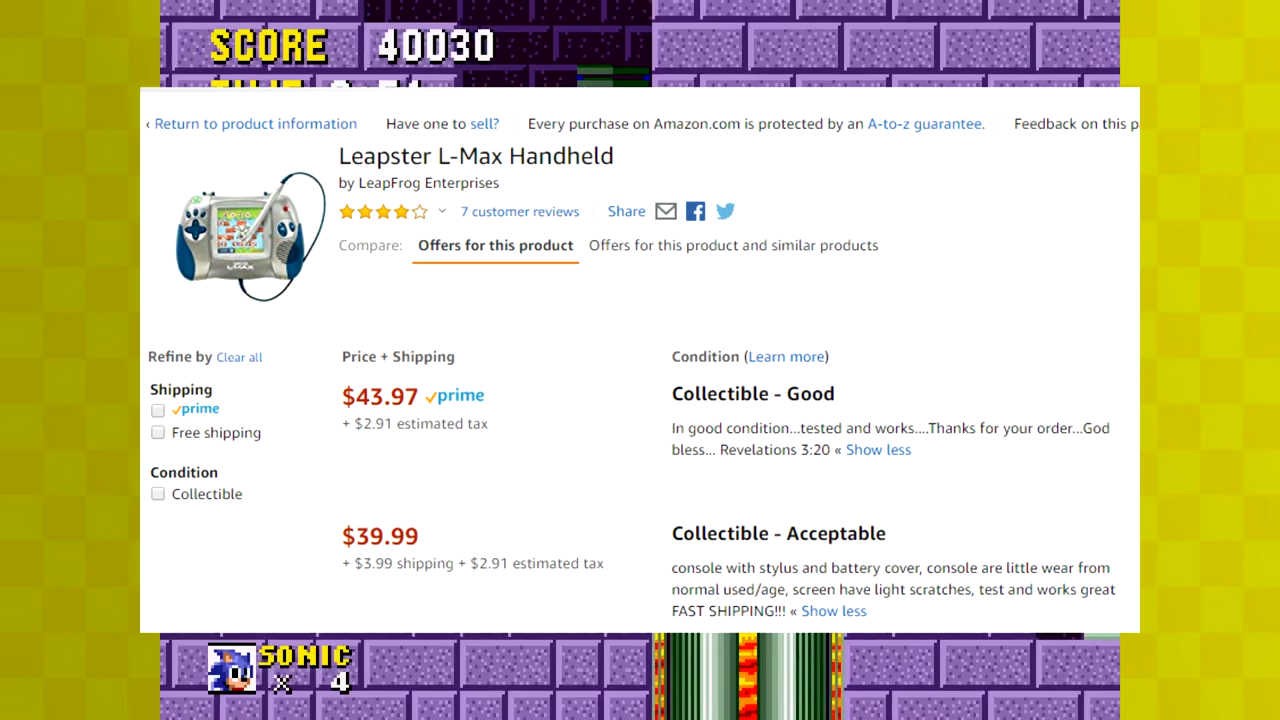 SCORE 40030
‹ Return to product information Have one to sell? Every purchase on Amazon.com is protected by an A-to-z guarantee. Feedback on this p
Leapster L-Max Handheld
by LeapFrog Enterprises
7 customer reviews Share
Compare: Offers for this product Offers for this product and similar products
Refine by Clear all Price + Shipping Condition (Learn more)
Shipping
prime
Free shipping
Condition
Collectible
$43.97 prime
+ $2.91 estimated tax
Collectible - Good
In good condition...tested and works....Thanks for your order...God
bless... Revelations 3:20 « Show less
$39.99
+ $3.99 shipping + $2.91 estimated tax
Collectible - Acceptable
console with stylus and battery cover, console are little wear from
normal used/age, screen have light scratches, test and works great
FAST SHIPPING!!! « Show less
SONIC
x 4